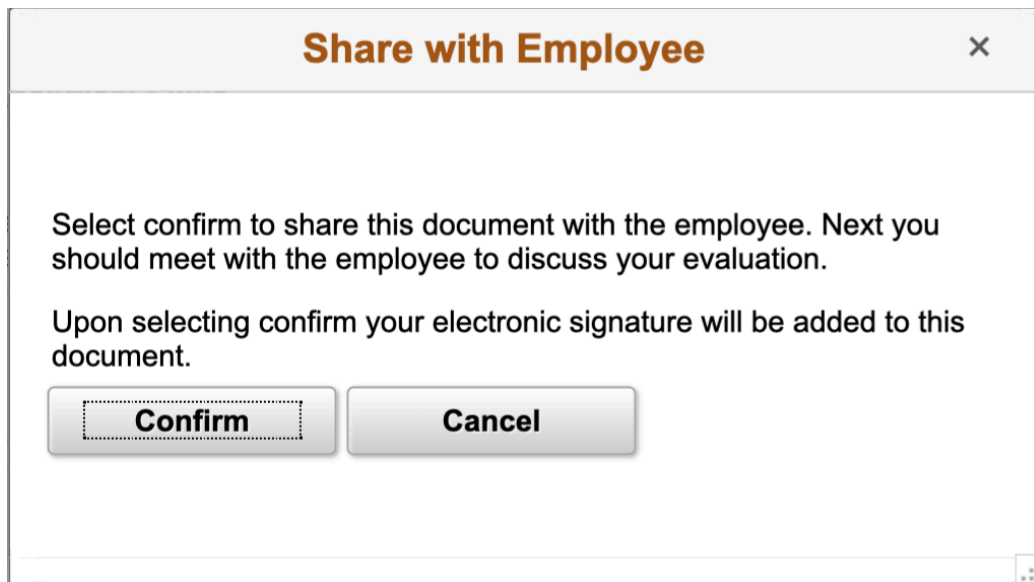 Share with Employee
Select confirm to share this document with the employee. Next you
should meet with the employee to discuss your evaluation.
Upon selecting confirm your electronic signature will be added to this
document.
Confirm
Cancel